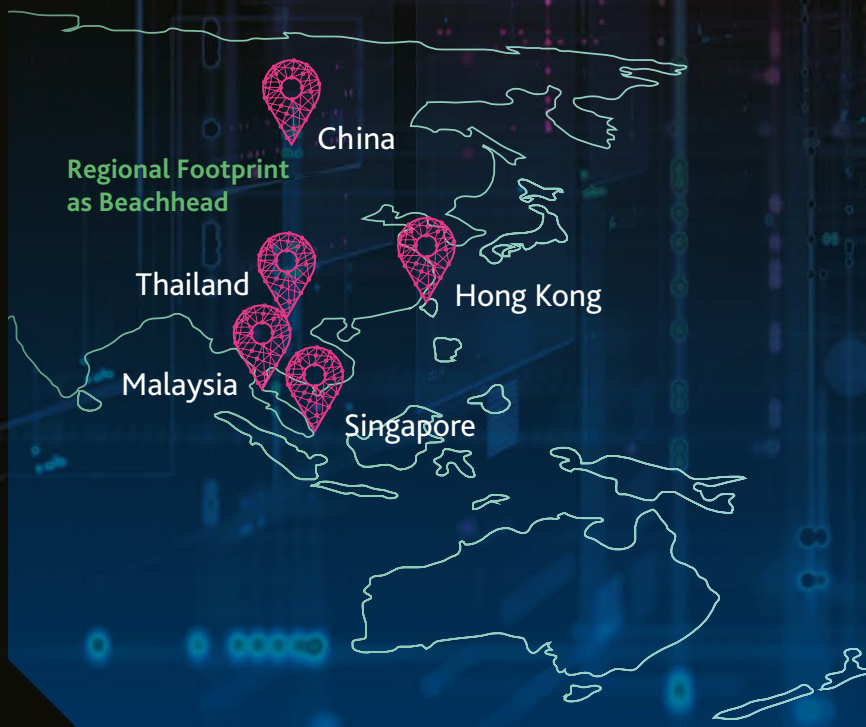 China
Regional Footprint
as Beachhead
Thailand
Hong Kong
Malaysia
Singapore